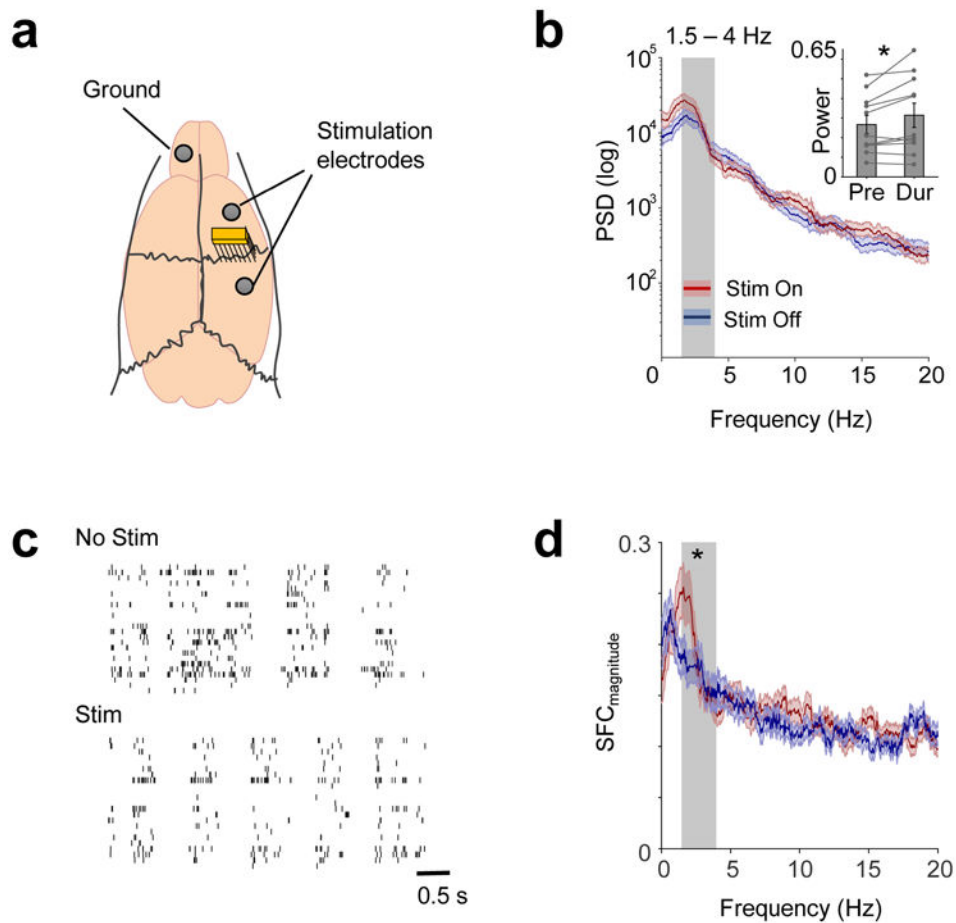 a
Ground
Stimulation
electrodes
b
1.5 – 4 Hz
PSD (log)
10^5
10^4
10^3
10^2
0
5
10
15
20
Frequency (Hz)
Stim On
Stim Off
0.65
*
Power
0
Pre
Dur
c
No Stim
Stim
0.5 s
d
0.3
*
SFC_magnitude
0
0
5
10
15
20
Frequency (Hz)